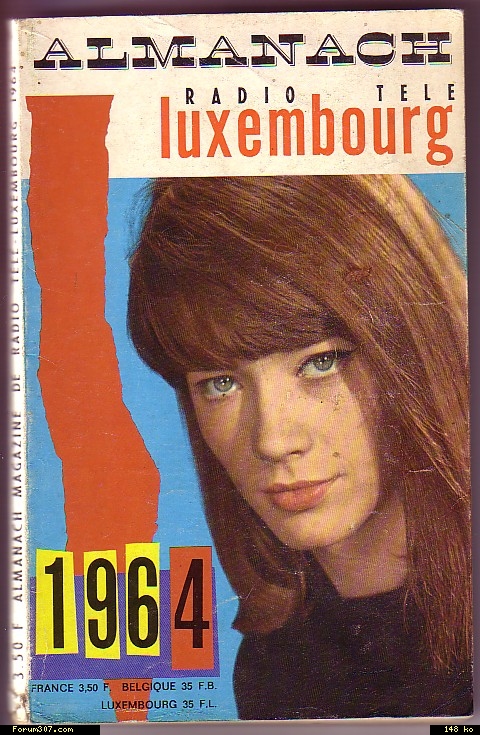 ALMANACH
RADIO TELE
luxembourg
1964
FRANCE 3,50 F. BELGIQUE 35 F.B.
LUXEMBOURG 35 F.L.
3.50 F ALMANACH MAGAZINE DE RADIO TELE-LUXEMBOURG 1964
Forum307.com
148 ko